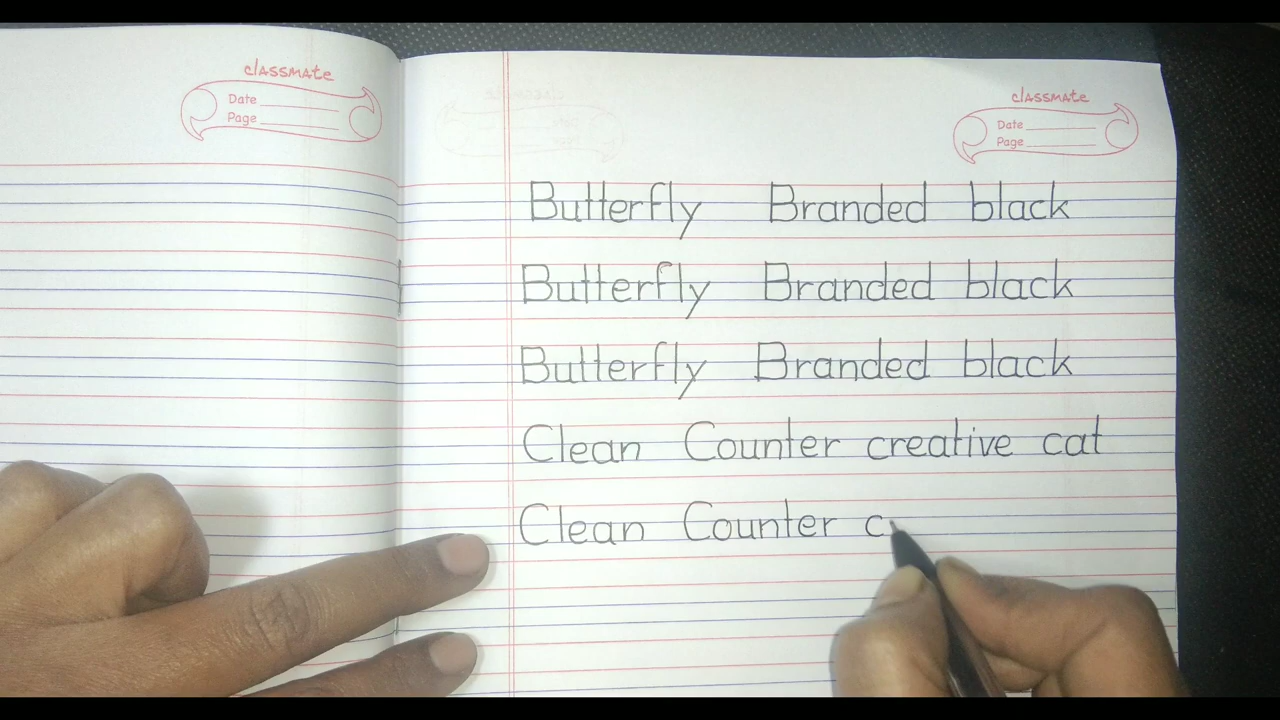 classmate
Date
Page
classmate
Date
Page
Butterfly Branded black
Butterfly Branded black
Butterfly Branded black
Clean Counter creative cat
Clean Counter c